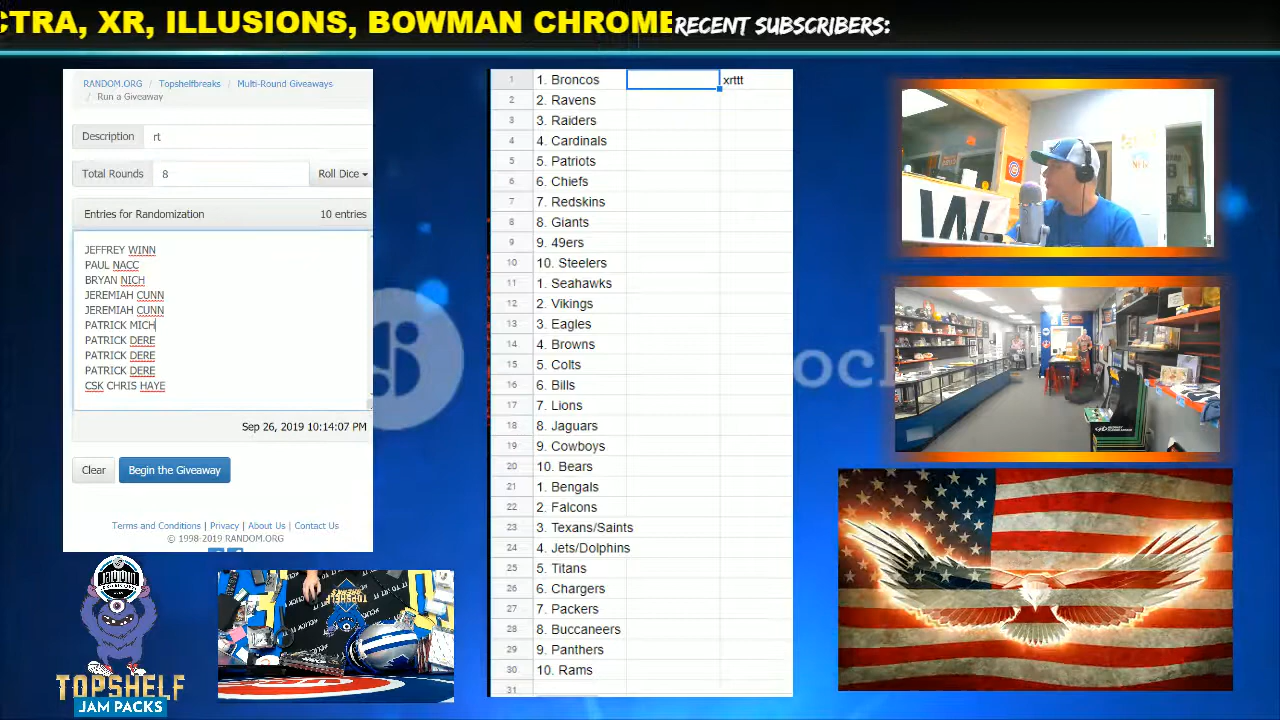 CTRA, XR, ILLUSIONS, BOWMAN CHROME
RECENT SUBSCRIBERS:
RANDOM.ORG / Topshelfbreaks / Multi-Round Giveaways
/ Run a Giveaway
Description rt
Total Rounds 8 Roll Dice
Entries for Randomization 10 entries
JEFFREY WINN
PAUL NACC
BRYAN NICH
JEREMIAH CUNN
JEREMIAH CUNN
PATRICK MICH
PATRICK DERE
PATRICK DERE
PATRICK DERE
CSK CHRIS HAYE
Sep 26, 2019 10:14:07 PM
Clear Begin the Giveaway
Terms and Conditions | Privacy | About Us | Contact Us
© 1998-2019 RANDOM.ORG
TOPSHELF
JAM PACKS
1 1. Broncos xrttt
2 2. Ravens
3 3. Raiders
4 4. Cardinals
5 5. Patriots
6 6. Chiefs
7 7. Redskins
8 8. Giants
9 9. 49ers
10 10. Steelers
11 1. Seahawks
12 2. Vikings
13 3. Eagles
14 4. Browns
15 5. Colts
16 6. Bills
17 7. Lions
18 8. Jaguars
19 9. Cowboys
20 10. Bears
21 1. Bengals
22 2. Falcons
23 3. Texans/Saints
24 4. Jets/Dolphins
25 5. Titans
26 6. Chargers
27 7. Packers
28 8. Buccaneers
29 9. Panthers
30 10. Rams
31